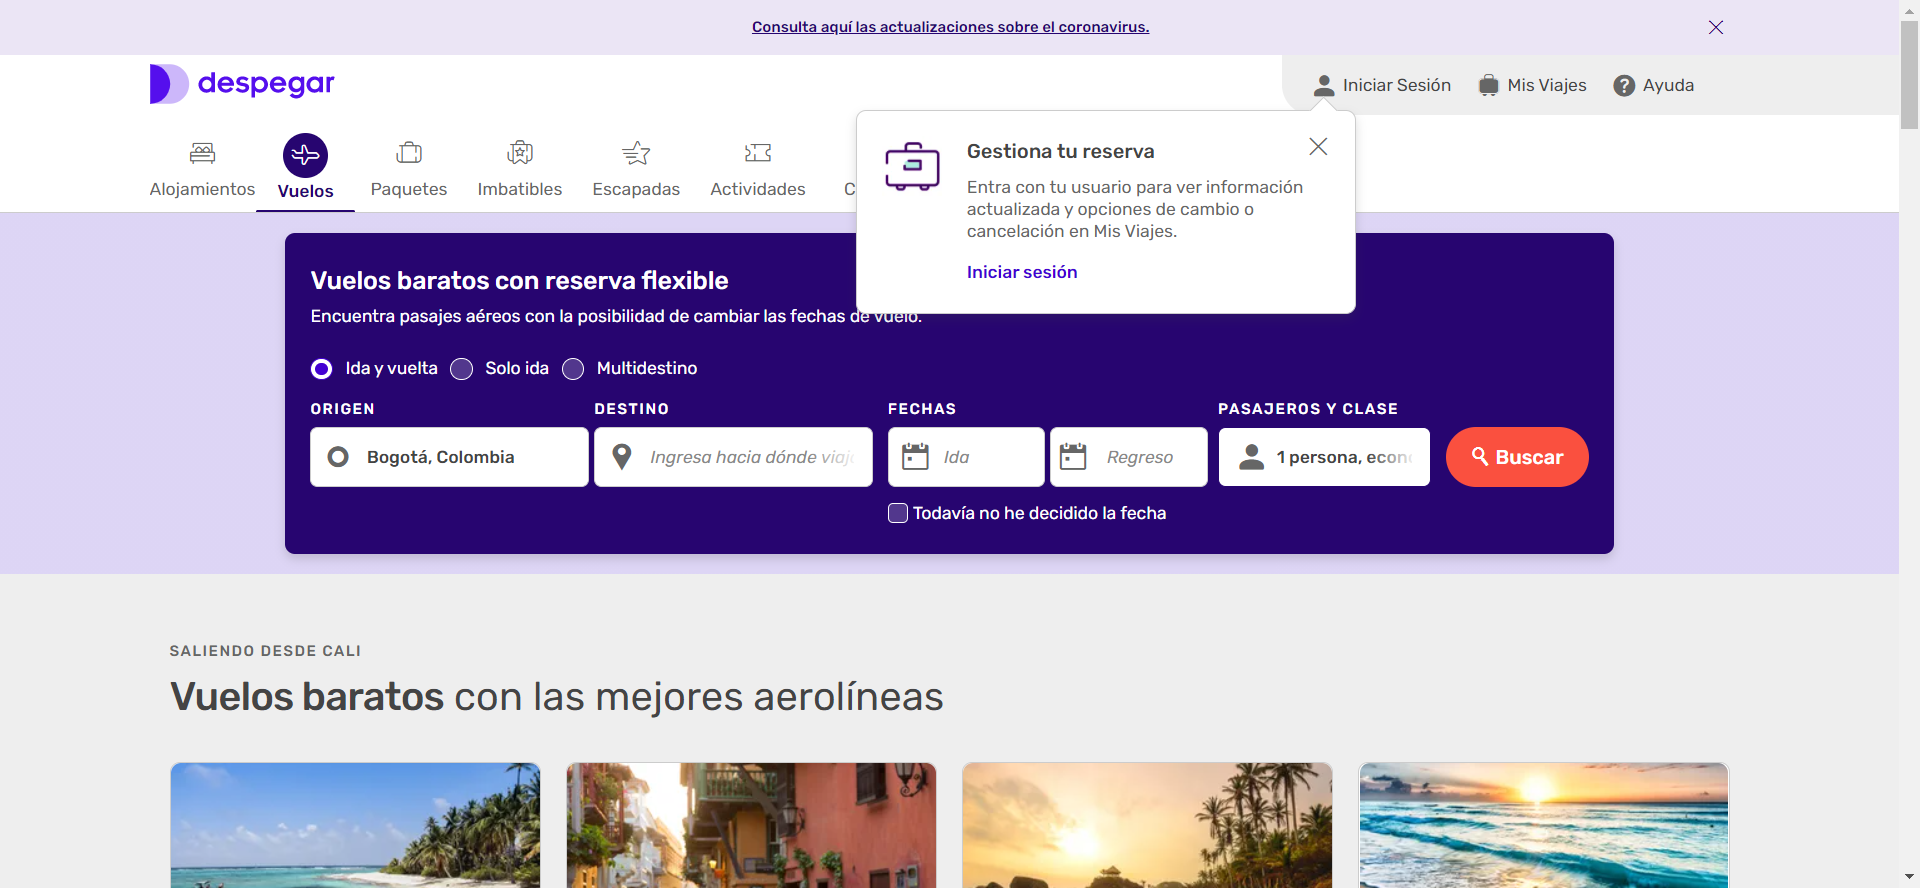 Consulta aquí las actualizaciones sobre el coronavirus.
despegar
Iniciar Sesión
Mis Viajes
Ayuda
Alojamientos
Vuelos
Paquetes
Imbatibles
Escapadas
Actividades
C
Gestiona tu reserva
Entra con tu usuario para ver información
actualizada y opciones de cambio o
cancelación en Mis Viajes.
Iniciar sesión
Vuelos baratos con reserva flexible
Encuentra pasajes aéreos con la posibilidad de cambiar las fechas de vuelo.
Ida y vuelta
Solo ida
Multidestino
ORIGEN
DESTINO
FECHAS
PASAJEROS Y CLASE
Bogotá, Colombia
Ingresa hacia dónde viaj
Ida
Regreso
1 persona, econ
Buscar
Todavía no he decidido la fecha
SALIENDO DESDE CALI
Vuelos baratos con las mejores aerolíneas